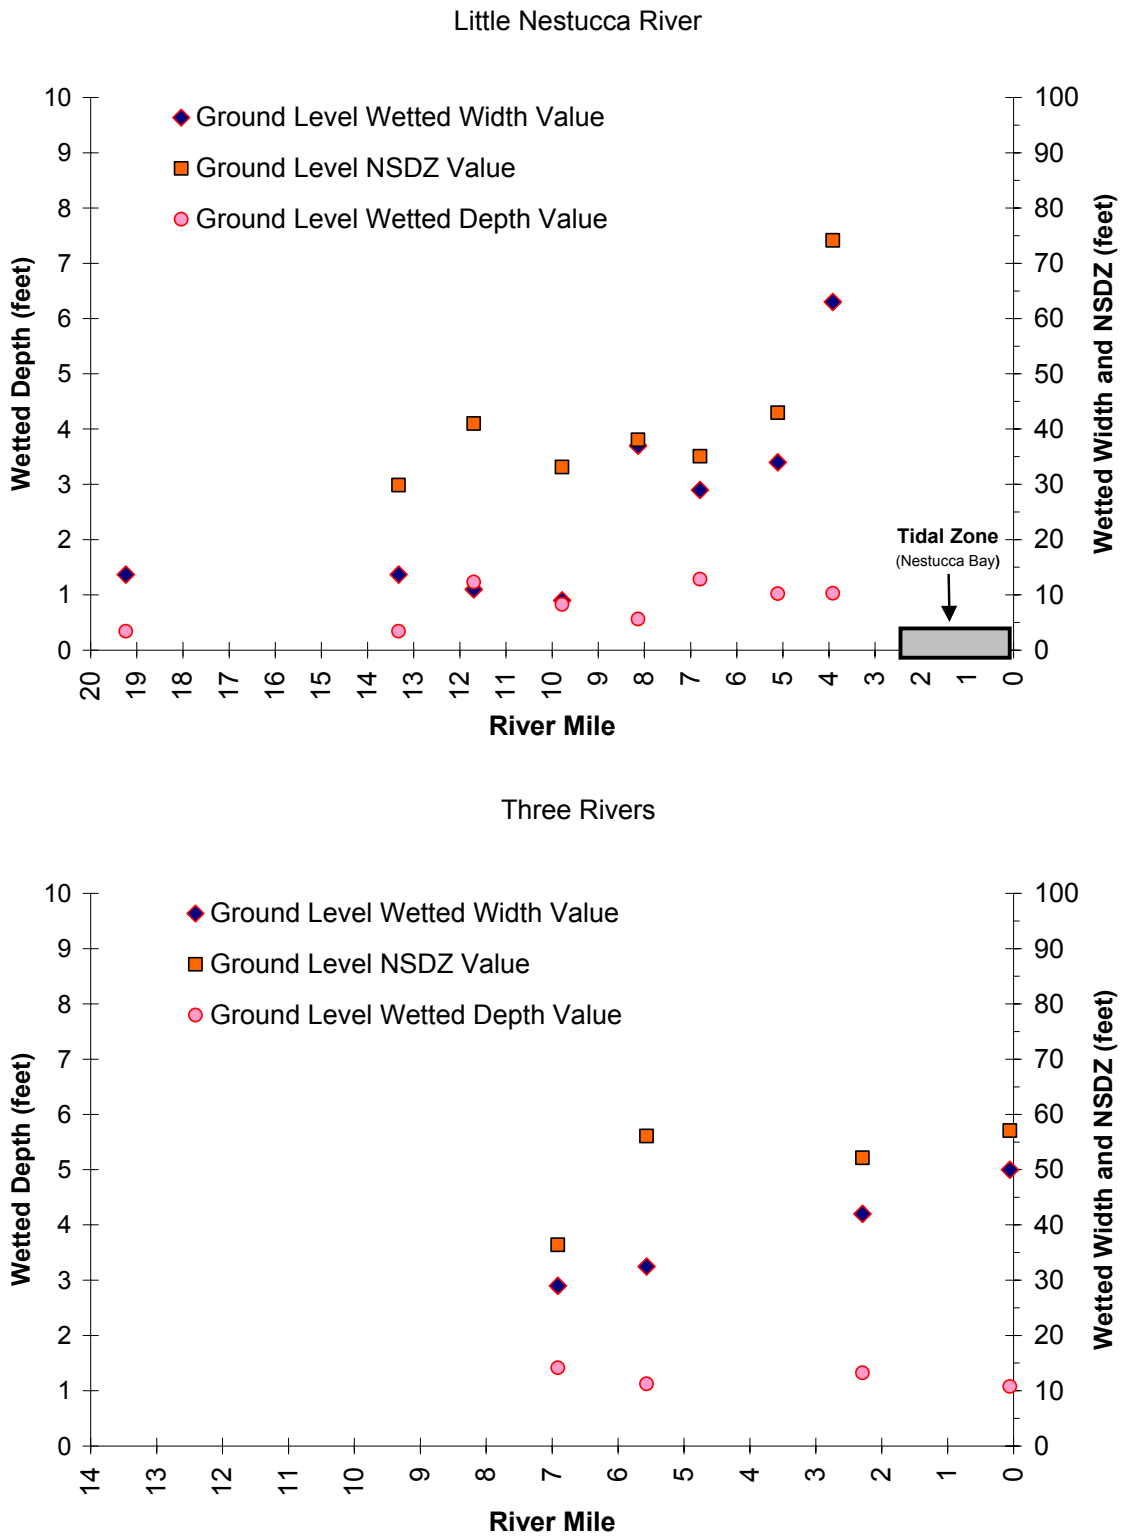 Little Nestucca River
Ground Level Wetted Width Value
Ground Level NSDZ Value
Ground Level Wetted Depth Value
Wetted Depth (feet)
10
9
8
7
6
5
4
3
2
1
0
Wetted Width and NSDZ (feet)
100
90
80
70
60
50
40
30
20
10
0
Tidal Zone
(Nestucca Bay)
20 19 17 17 16 15 14 13 12 11 10 9 8 7 6 5 4 3 2 1 0
River Mile
Three Rivers
Ground Level Wetted Width Value
Ground Level NSDZ Value
Ground Level Wetted Depth Value
Wetted Depth (feet)
10
9
8
7
6
5
4
3
2
1
0
Wetted Width and NSDZ (feet)
100
90
80
70
60
50
40
30
20
10
0
14 13 12 11 10 9 8 7 6 5 4 3 2 1 0
River Mile